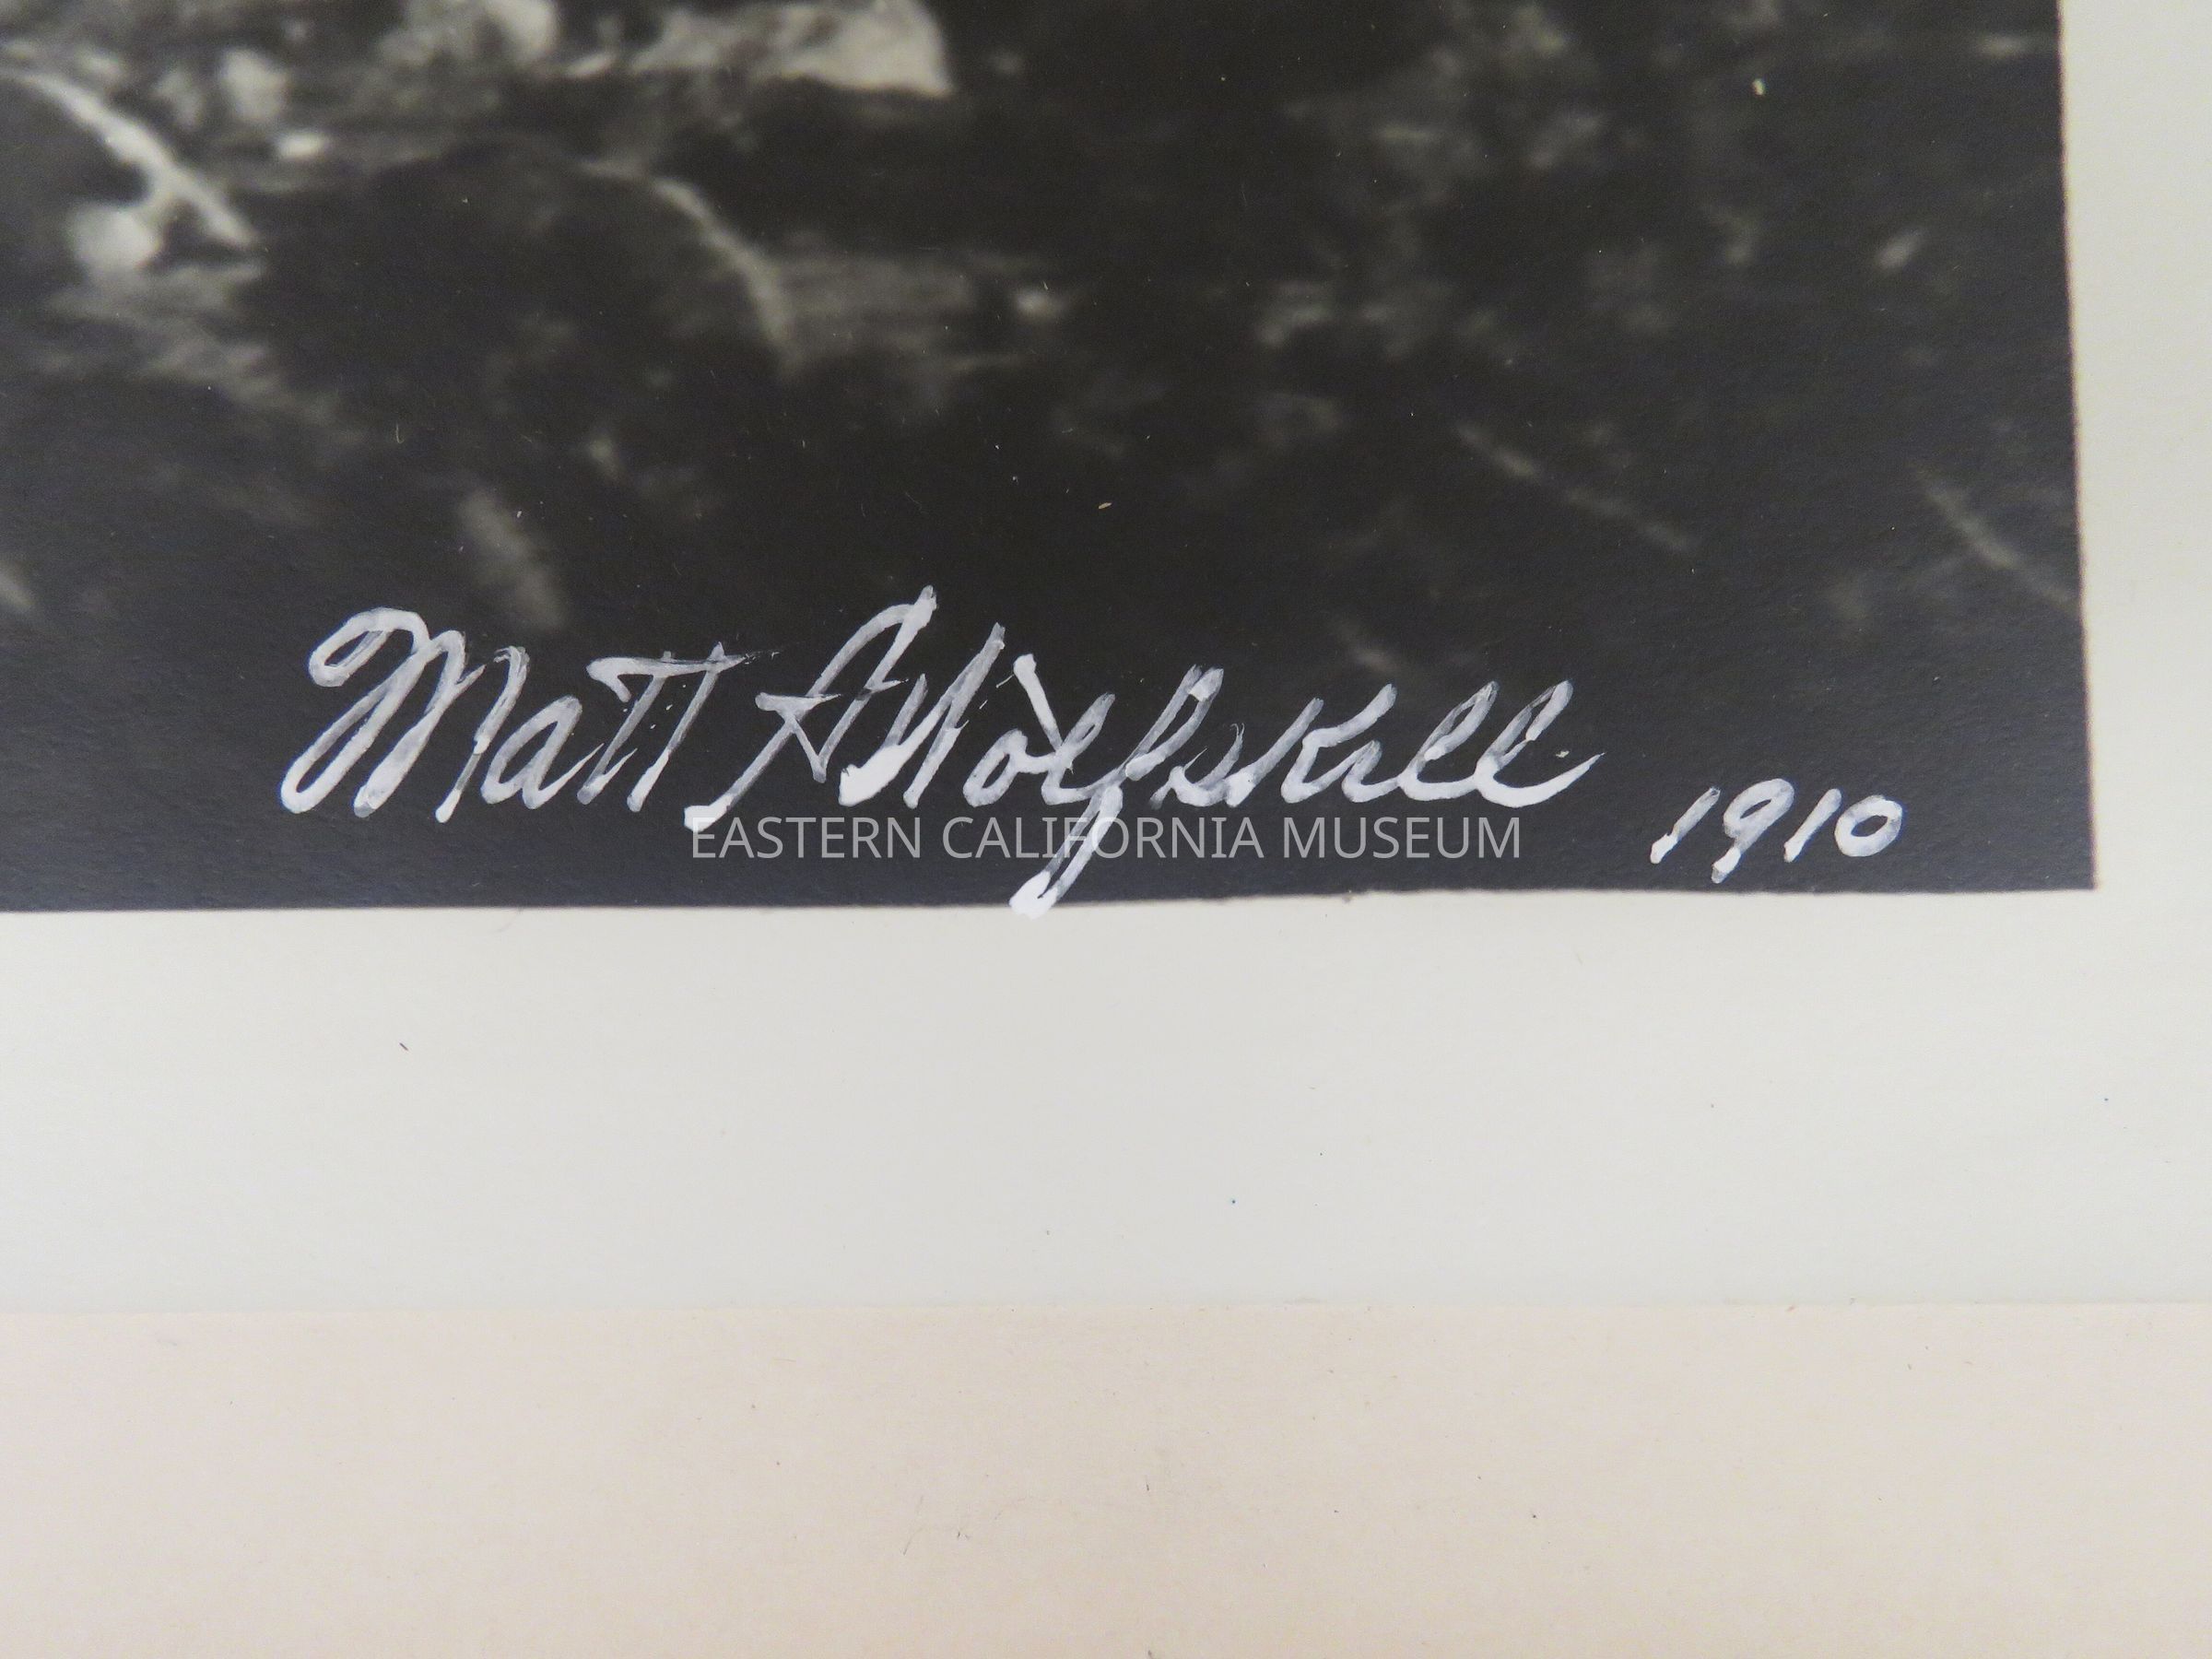 Matt A Wolfskill 1910
EASTERN CALIFORNIA MUSEUM